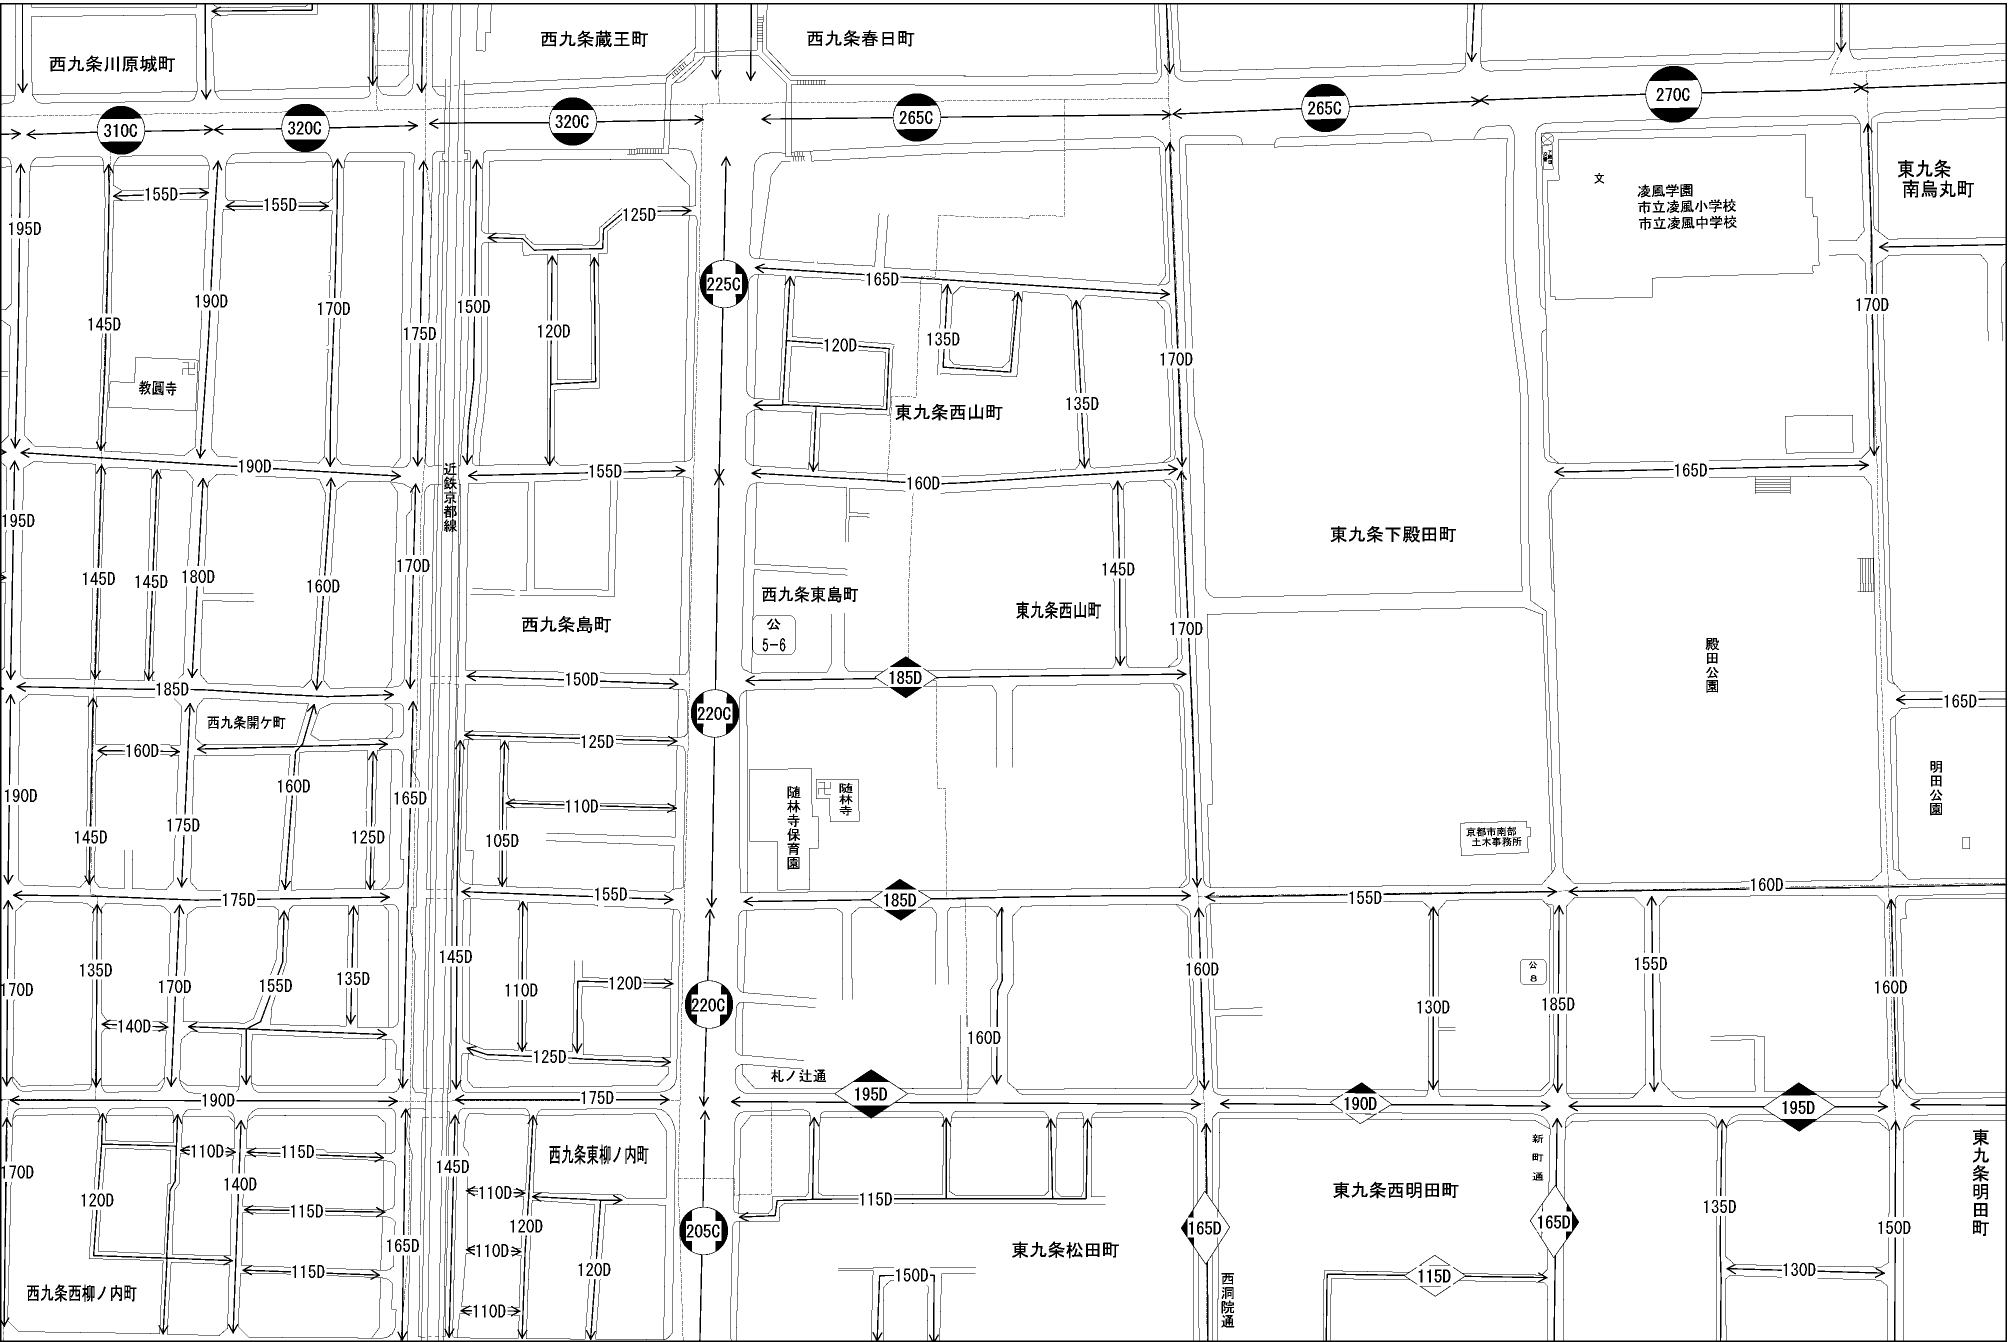 西九条川原城町
西九条蔵王町
西九条春日町
310C
320C
320C
265C
265C
270C
155D
155D
125D
195D
文
凌風学園
市立凌風小学校
市立凌風中学校
東九条
南烏丸町
145D
190D
170D
175D
150D
120D
225C
165D
120D
135D
170D
170D
教圓寺
135D
東九条西山町
190D
近鉄京都線
155D
160D
165D
195D
145D
145D
180D
160D
170D
145D
東九条下殿田町
西九条島町
西九条東島町
公
5-6
東九条西山町
170D
殿田公園
185D
150D
185D
165D
西九条開ケ町
160D
125D
220C
190D
145D
175D
160D
125D
165D
105D
110D
随林寺保育園
随林寺
京都市南部
土木事務所
明田公園
175D
155D
185D
155D
160D
170D
135D
170D
155D
135D
140D
145D
110D
120D
125D
220C
160D
160D
130D
公
8
185D
155D
160D
札ノ辻通
190D
175D
195D
190D
195D
170D
120D
110D
140D
115D
115D
115D
165D
145D
西九条東柳ノ内町
110D
120D
110D
120D
110D
205C
115D
150D
東九条松田町
165D
西洞院通
東九条西明田町
新町通
165D
115D
135D
130D
150D
東九条明田町
西九条西柳ノ内町